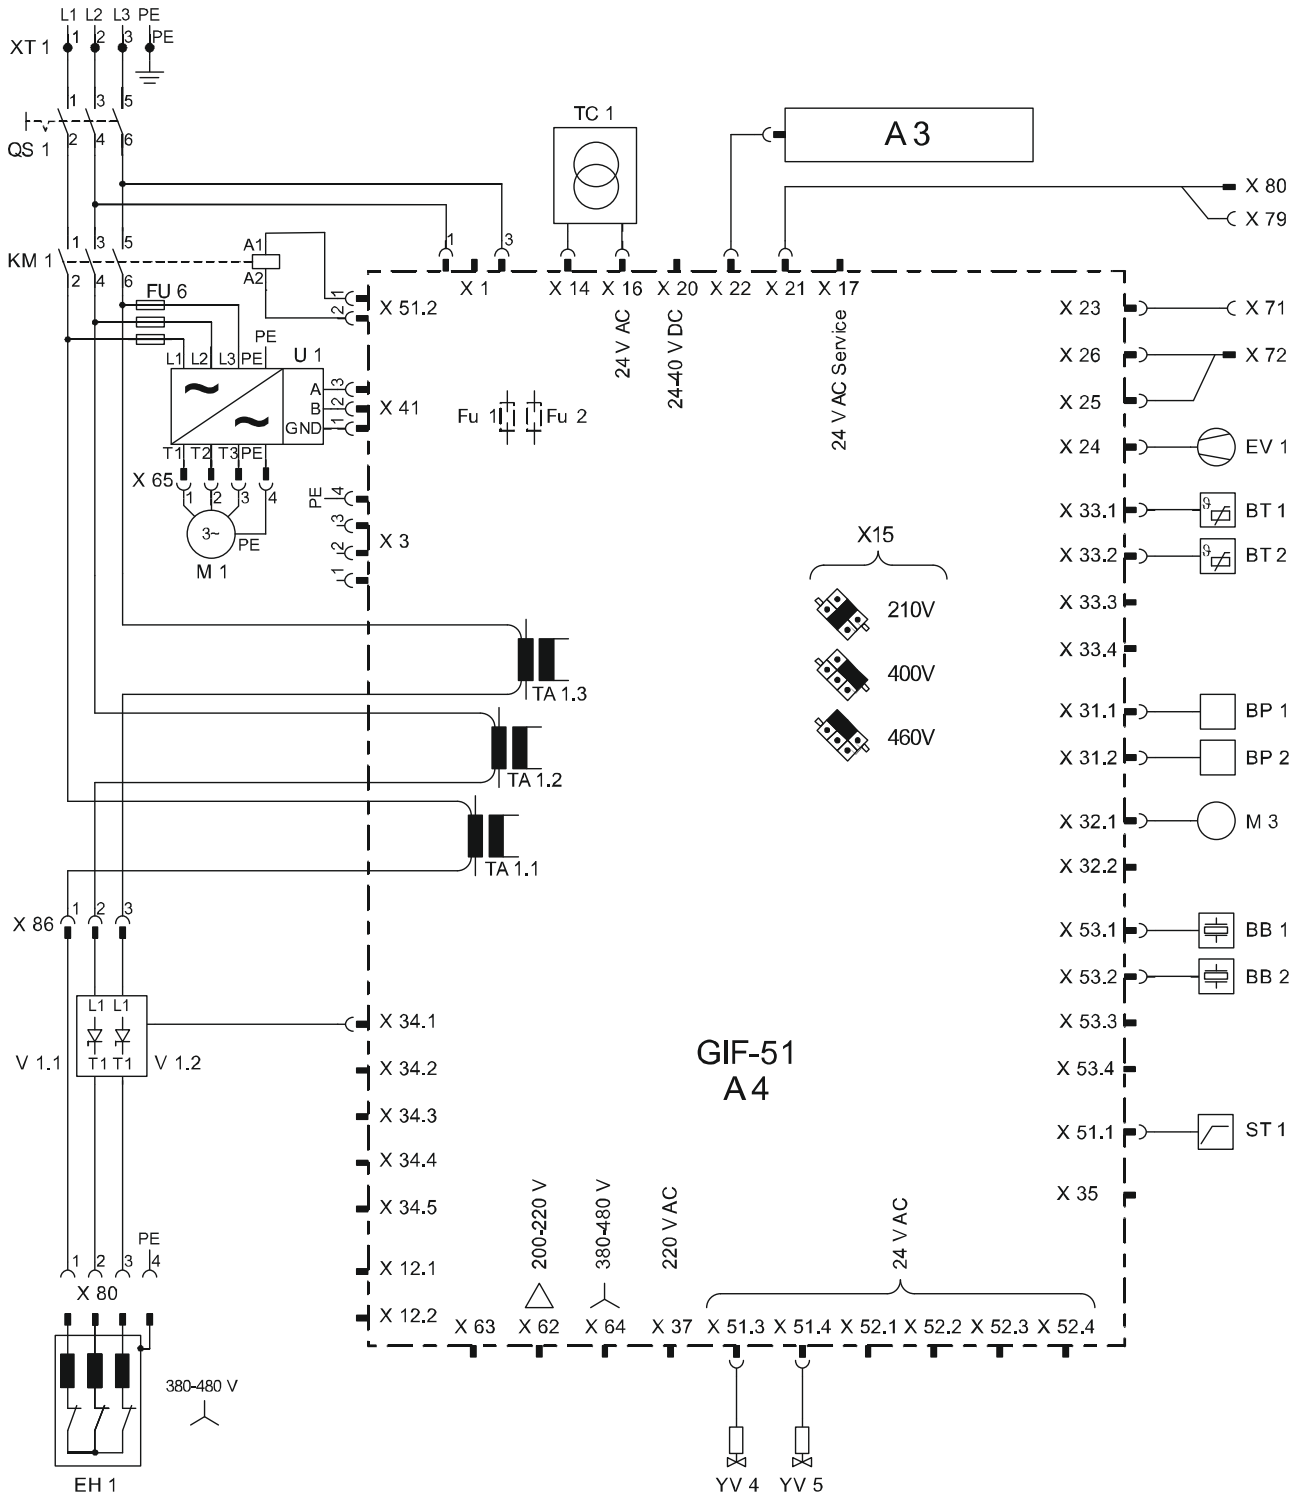 L1 L2 L3 PE
XT 1 1 2 3 PE
1 3 5
QS 1 2 4 6
TC 1
A 3
X 80
X 79
1 3 5
KM 1 2 4 6
A1
A2
1 3
X 1 X 14 X 16 X 20 X 22 X 21 X 17
24 V AC
24-40 V DC
24 V AC Service
1
2
X 51.2
FU 6
PE
L1 L2 L3 PE U 1
A 3
B 2
GND 1
X 41
T1 T2 T3 PE
X 65
1 2 3 4
3~
PE
M 1
Fu 1 Fu 2
PE 4
3
2
1
X 3
X15
210V
400V
460V
TA 1.3
TA 1.2
TA 1.1
X 23 X 71
X 26 X 72
X 25
X 24 EV 1
X 33.1 ϑ BT 1
X 33.2 ϑ BT 2
X 33.3
X 33.4
X 31.1 BP 1
X 31.2 BP 2
X 32.1 M 3
X 32.2
X 53.1 BB 1
X 53.2 BB 2
X 53.3
X 53.4
X 51.1 ST 1
X 35
X 86 1 2 3
L1 L1
V 1.1 T1 T1 V 1.2
X 34.1
X 34.2
X 34.3
X 34.4
X 34.5
X 12.1
X 12.2
GIF-51
A 4
200-220 V
380-480 V
220 V AC
24 V AC
X 63 X 62 X 64 X 37 X 51.3 X 51.4 X 52.1 X 52.2 X 52.3 X 52.4
PE
1 2 3 4
X 80
380-480 V
EH 1
YV 4 YV 5